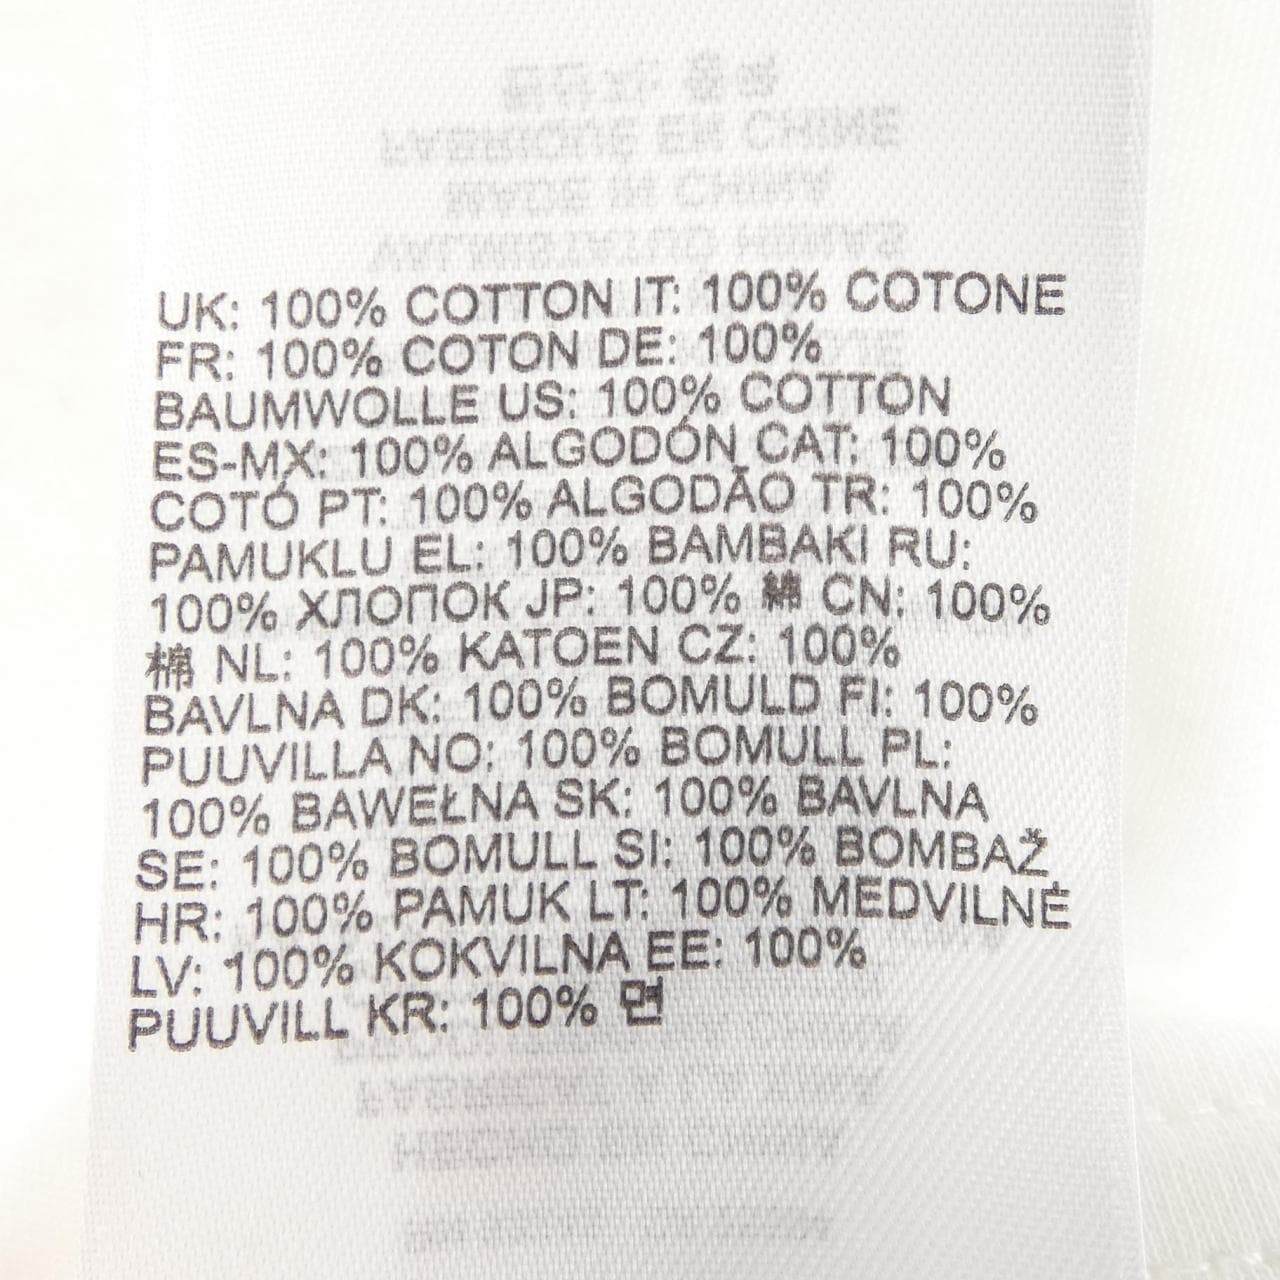 UK: 100% COTTON IT: 100% COTONE
FR: 100% COTON DE: 100%
BAUMWOLLE US: 100% COTTON
ES-MX: 100% ALGODÓN CAT: 100%
COTÓ PT: 100% ALGODÃO TR: 100%
PAMUKLU EL: 100% ΒΑΜΒΑΚΙ RU:
100% ХЛОПОК JP: 100% 綿 CN: 100%
棉 NL: 100% KATOEN CZ: 100%
BAVLNA DK: 100% BOMULD FI: 100%
PUUVILLA NO: 100% BOMULL PL:
100% BAWEŁNA SK: 100% BAVLNA
SE: 100% BOMULL SI: 100% BOMBAŽ
HR: 100% PAMUK LT: 100% MEDVILNĖ
LV: 100% KOKVILNA EE: 100%
PUUVILL KR: 100% 면